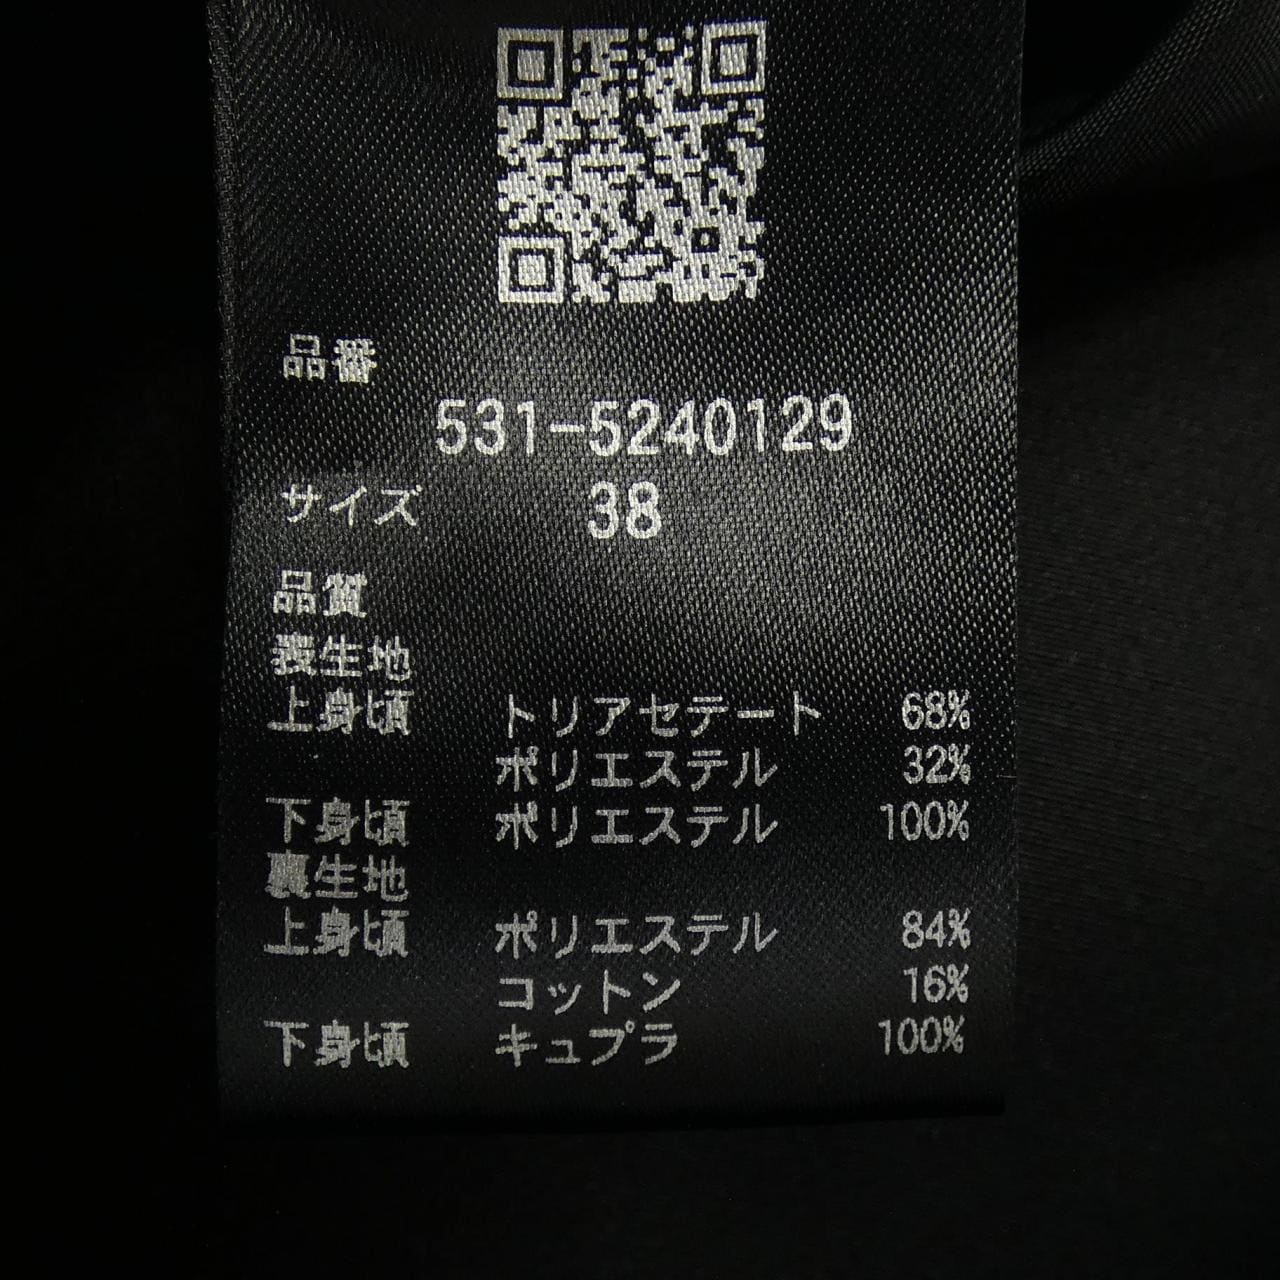 品番
531-5240129
サイズ 38
品質
表生地
上身頃 トリアセテート 68%
ポリエステル 32%
下身頃 ポリエステル 100%
裏生地
上身頃 ポリエステル 84%
コットン 16%
下身頃 キュプラ 100%